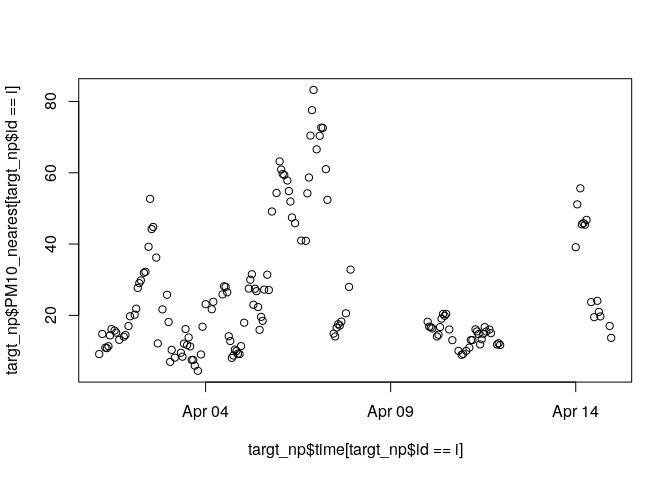 targt_np$PM10_nearest[targt_np$id == i]
80
60
40
20
Apr 04 Apr 09 Apr 14
targt_np$time[targt_np$id == i]